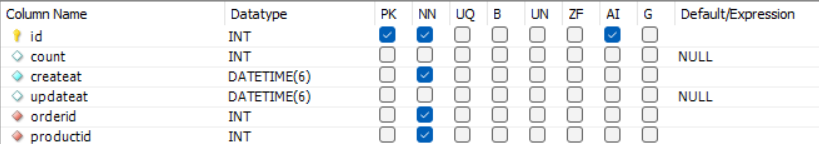 Column Name Datatype PK NN UQ B UN ZF AI G Default/Expression
id INT
count INT NULL
createat DATETIME(6)
updateat DATETIME(6) NULL
orderid INT
productid INT